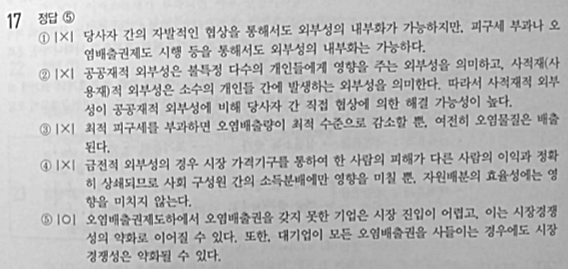 17 정답 ⑤
① |×| 당사자 간의 자발적인 협상을 통해서도 외부성의 내부화가 가능하지만, 피구세 부과나 오
염배출권제도 시행 등을 통해서도 외부성의 내부화는 가능하다.
② |×| 공공재적 외부성은 불특정 다수의 개인들에게 영향을 주는 외부성을 의미하고, 사적재(사
용재)적 외부성은 소수의 개인들 간에 발생하는 외부성을 의미한다. 따라서 사적재적 외부
성이 공공재적 외부성에 비해 당사자 간 직접 협상에 의한 해결 가능성이 높다.
③ |×| 최적 피구세를 부과하면 오염배출량이 최적 수준으로 감소할 뿐, 여전히 오염물질은 배출
된다.
④ |×| 금전적 외부성의 경우 시장 가격기구를 통하여 한 사람의 피해가 다른 사람의 이익과 정확
히 상쇄되므로 사회 구성원 간의 소득분배에만 영향을 미칠 뿐, 자원배분의 효율성에는 영
향을 미치지 않는다.
⑤ |○| 오염배출권제도하에서 오염배출권을 갖지 못한 기업은 시장 진입이 어렵고, 이는 시장경쟁
성의 약화로 이어질 수 있다. 또한, 대기업이 모든 오염배출권을 사들이는 경우에도 시장
경쟁성은 약화될 수 있다.